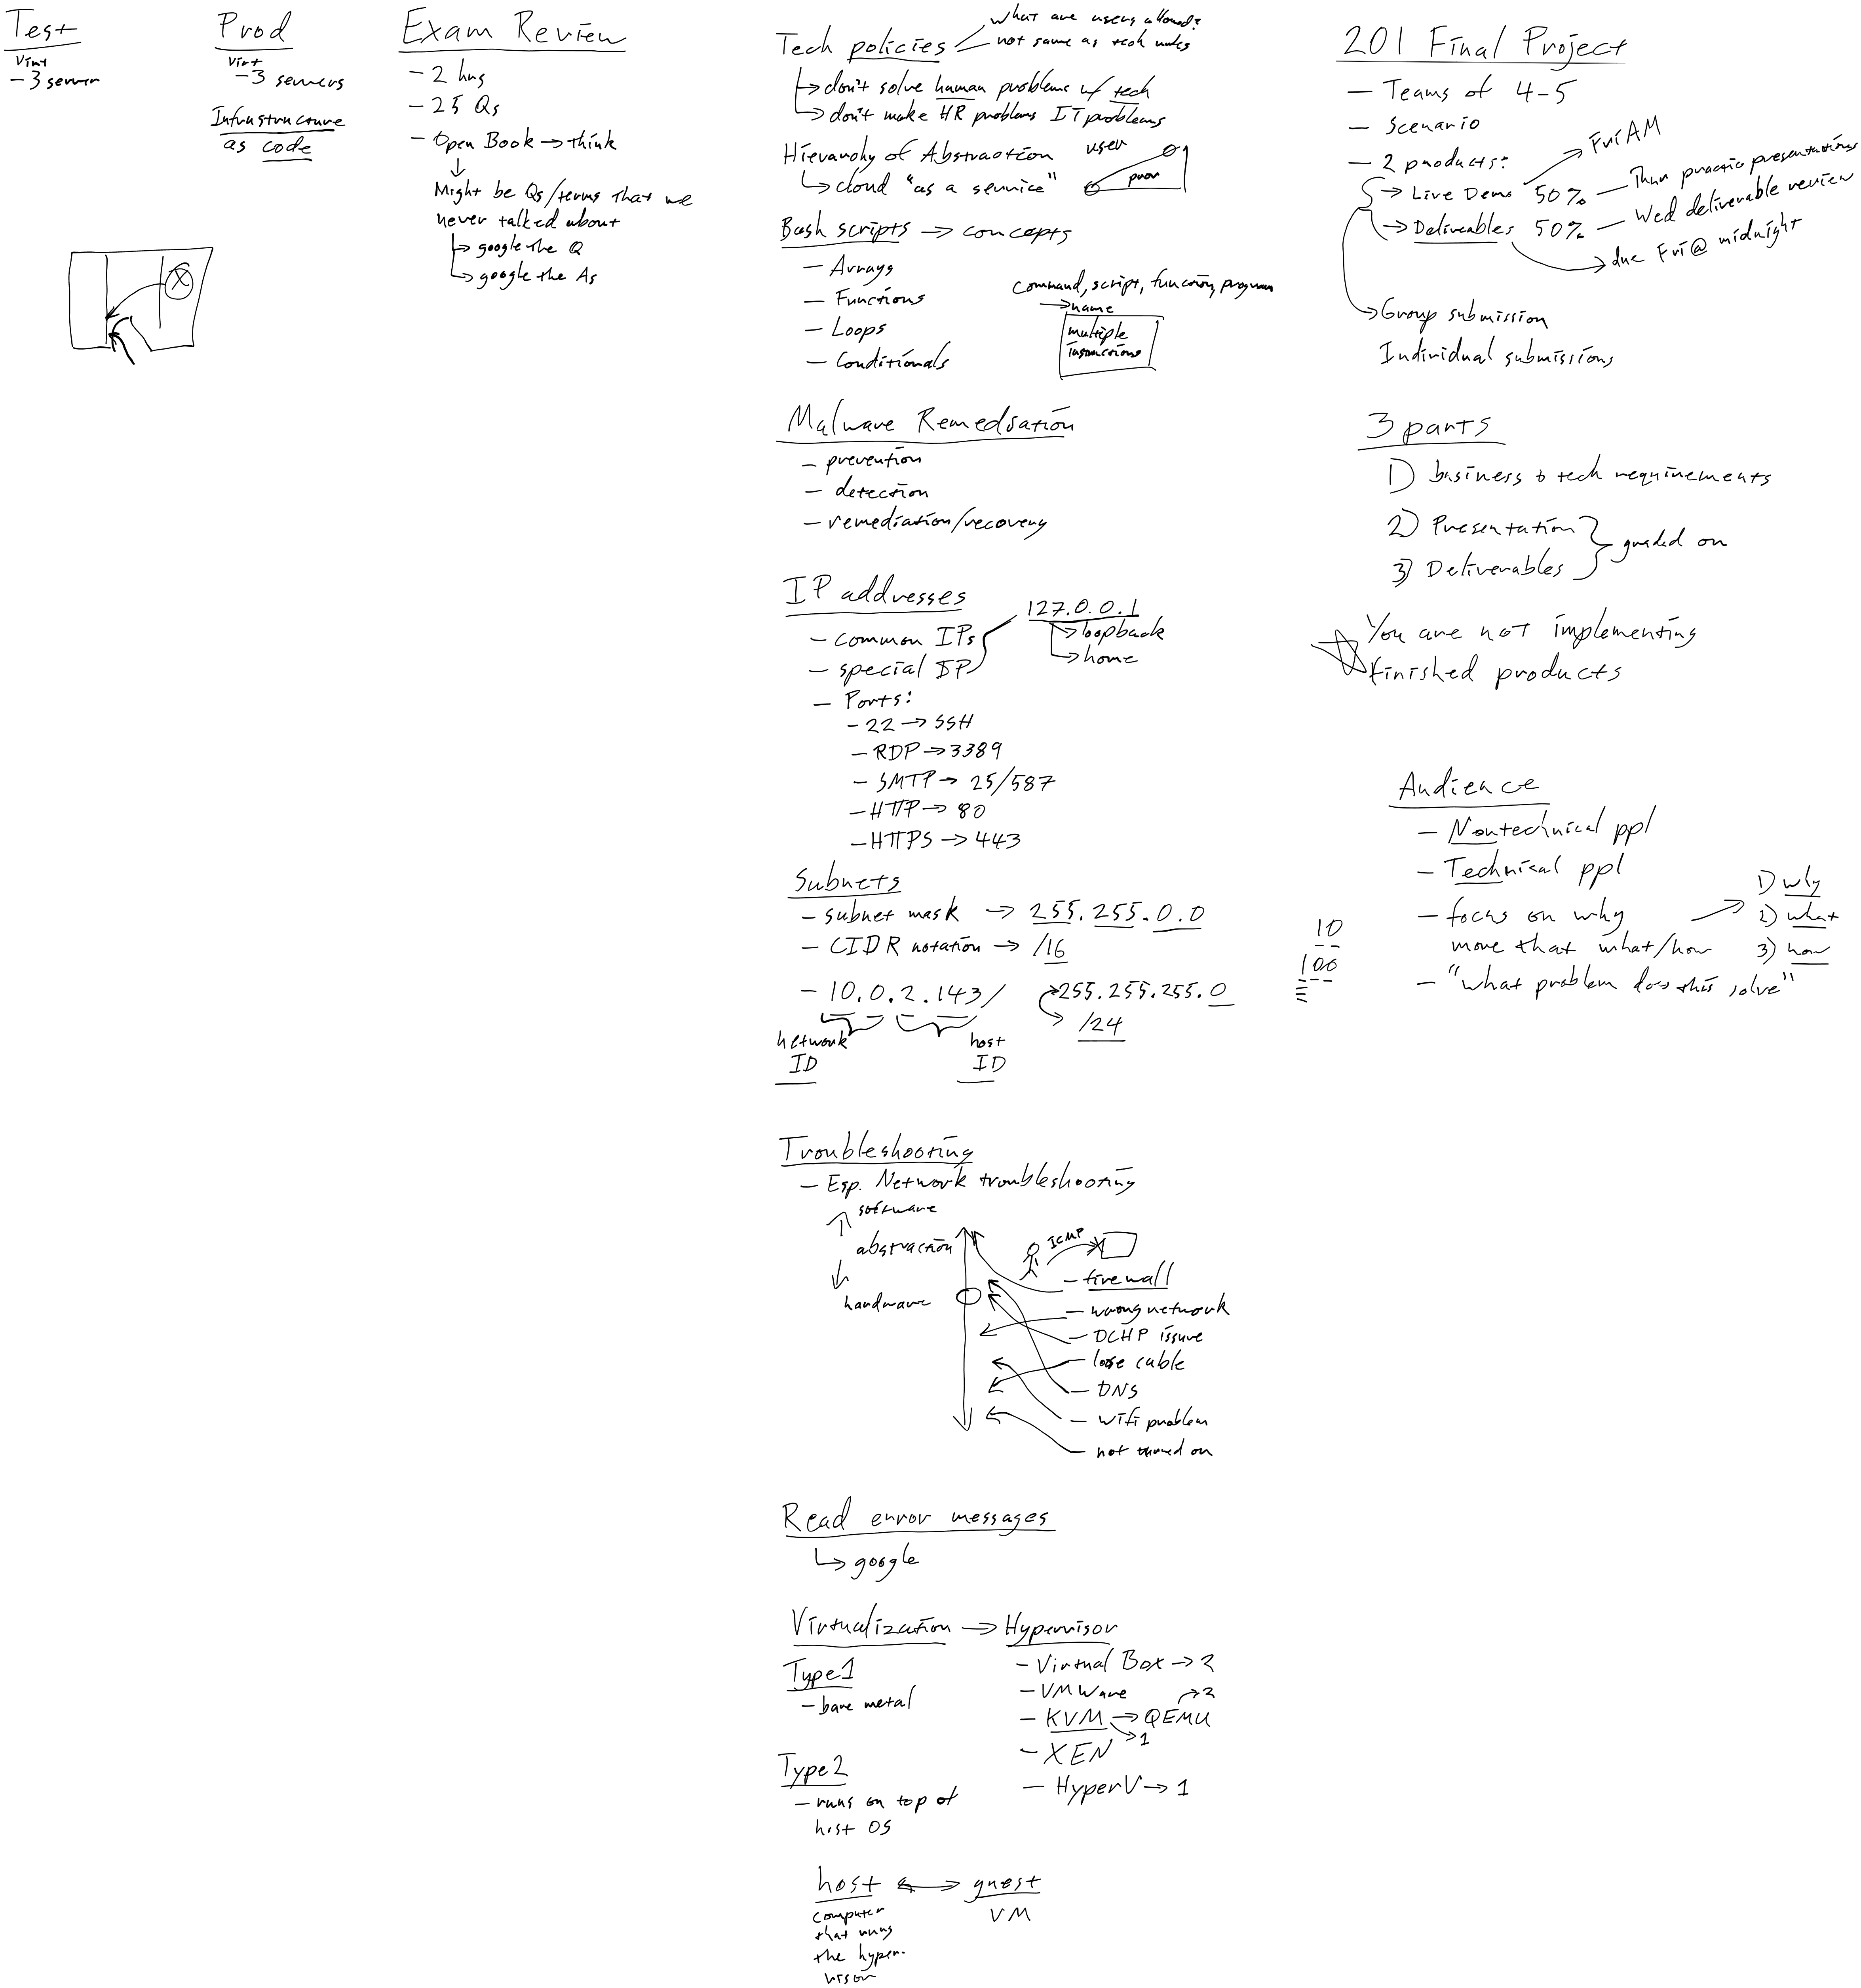 Test
Virt
- 3 server
Prod
Virt
- 3 servers
Infrastructure
as code
Exam Review
- 2 hrs
- 25 Qs
- Open Book → think
Might be Qs/terms that we
never talked about
↳ google the Q
↳ google the As
Tech policies
what are users allowed?
not same as tech rules
↳ don't solve human problems w/ tech
↳ don't make HR problems IT problems
Hierarchy of Abstraction
↳ cloud "as a service"
user
prov
Bash scripts → concepts
- Arrays
- Functions
- Loops
- Conditionals
command, script, function, program
→ name
multiple
instructions
Malware Remediation
- prevention
- detection
- remediation/recovery
IP addresses
- common IPs
- special IP
127.0.0.1
↳ loopback
↳ home
- Ports:
- 22 → SSH
- RDP → 3389
- SMTP → 25/587
- HTTP → 80
- HTTPS → 443
Subnets
- subnet mask → 255.255.0.0
- CIDR notation → /16
- 10.0.2.143/
255.255.255.0
/24
network
ID
host
ID
Troubleshooting
- Esp. Network troubleshooting
software
abstraction
hardware
ICMP
- firewall
- wrong network
- DCHP issue
- loose cable
- DNS
- wifi problem
- not turned on
Read error messages
↳ google
Virtualization → Hypervisor
Type 1
- bare metal
- Virtual Box → 2
- VMWare
- KVM → QEMU
→ 2
→ 1
- XEN
- HyperV → 1
Type 2
- runs on top of
host OS
host ↔ guest
computer
that runs
the hyper-
visor
VM
201 Final Project
- Teams of 4-5
- Scenario
- 2 products:
Fri AM
→ Live Demo 50% — Thur practice presentations
→ Deliverables 50% — Wed deliverable review
→ due Fri @ midnight
→ Group submission
Individual submissions
3 parts
1) business & tech requirements
2) Presentation
3) Deliverables
graded on
You are not implementing
finished products
Audience
- Nontechnical ppl
- Technical ppl
- focus on why
more that what/how
- "what problem does this solve"
1) why
2) what
3) how
10
100